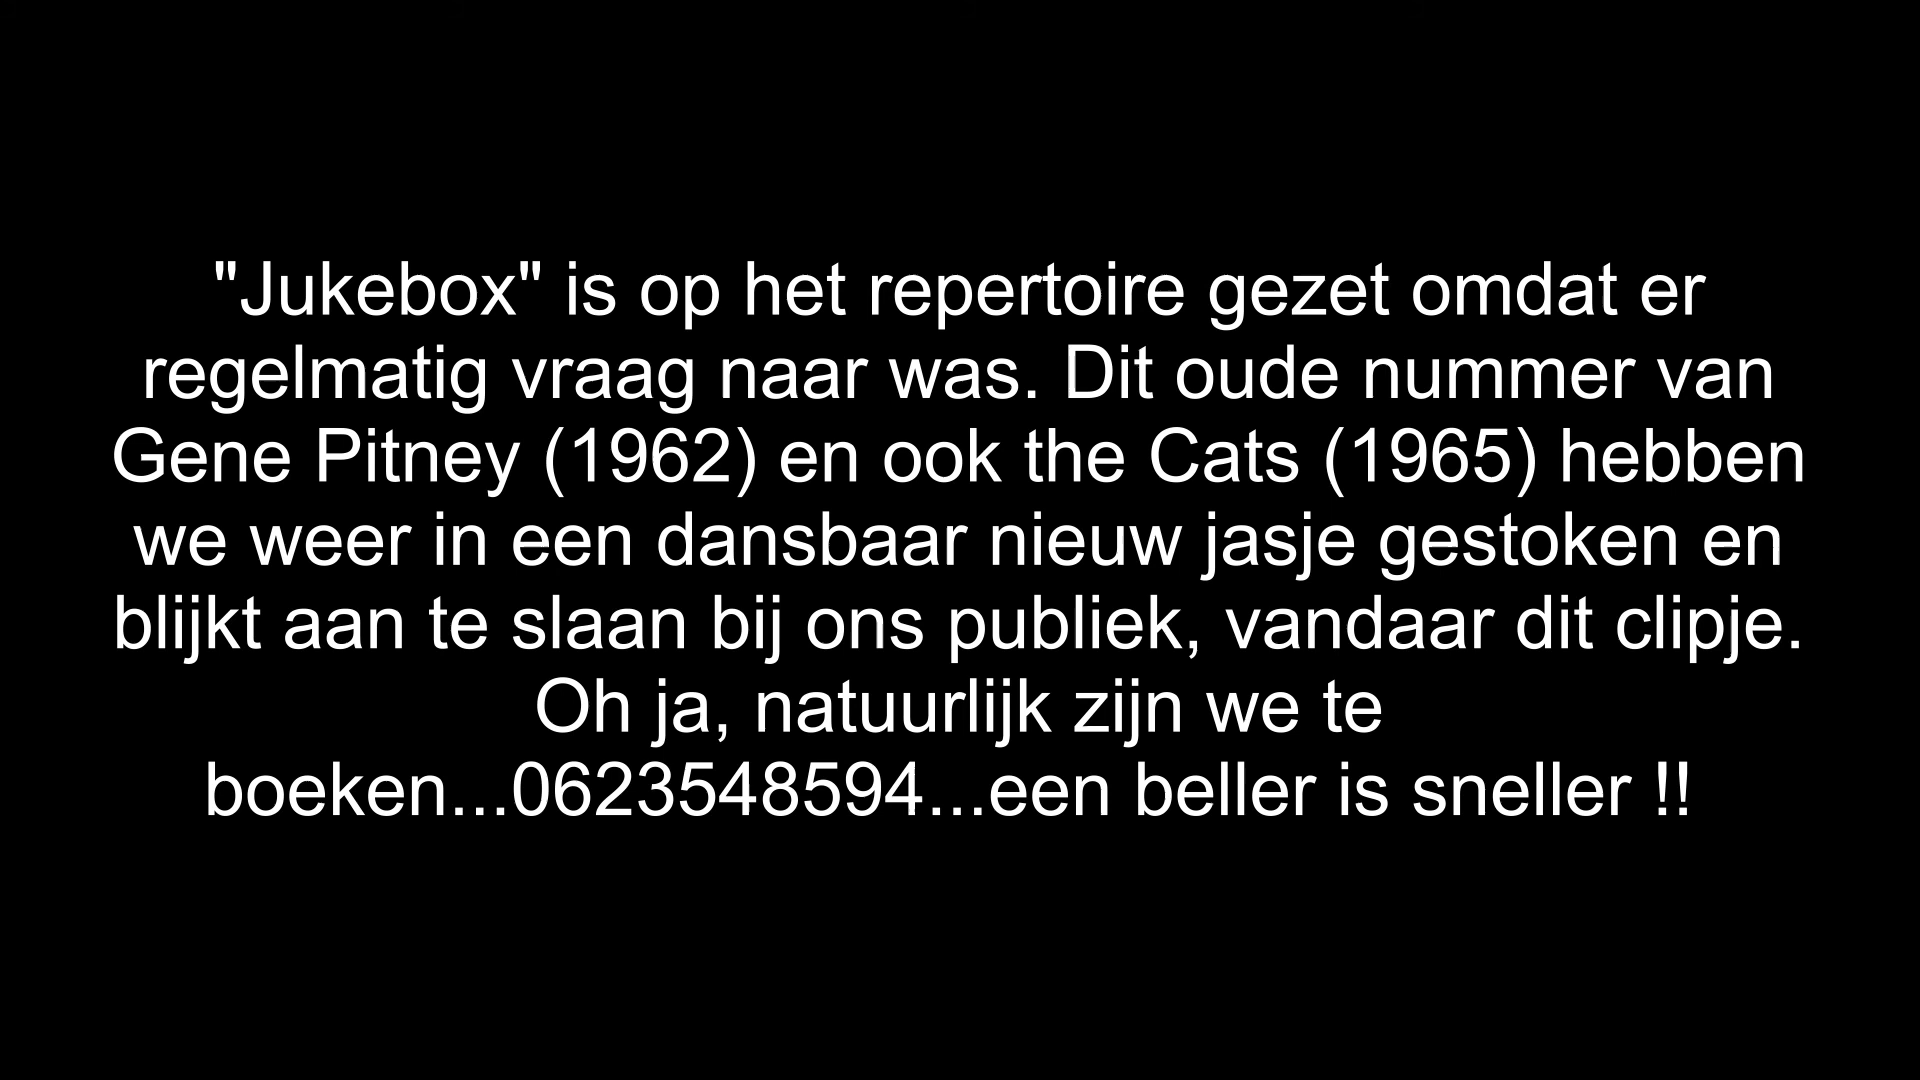 "Jukebox" is op het repertoire gezet omdat er
regelmatig vraag naar was. Dit oude nummer van
Gene Pitney (1962) en ook the Cats (1965) hebben
we weer in een dansbaar nieuw jasje gestoken en
blijkt aan te slaan bij ons publiek, vandaar dit clipje.
Oh ja, natuurlijk zijn we te
boeken...0623548594...een beller is sneller !!